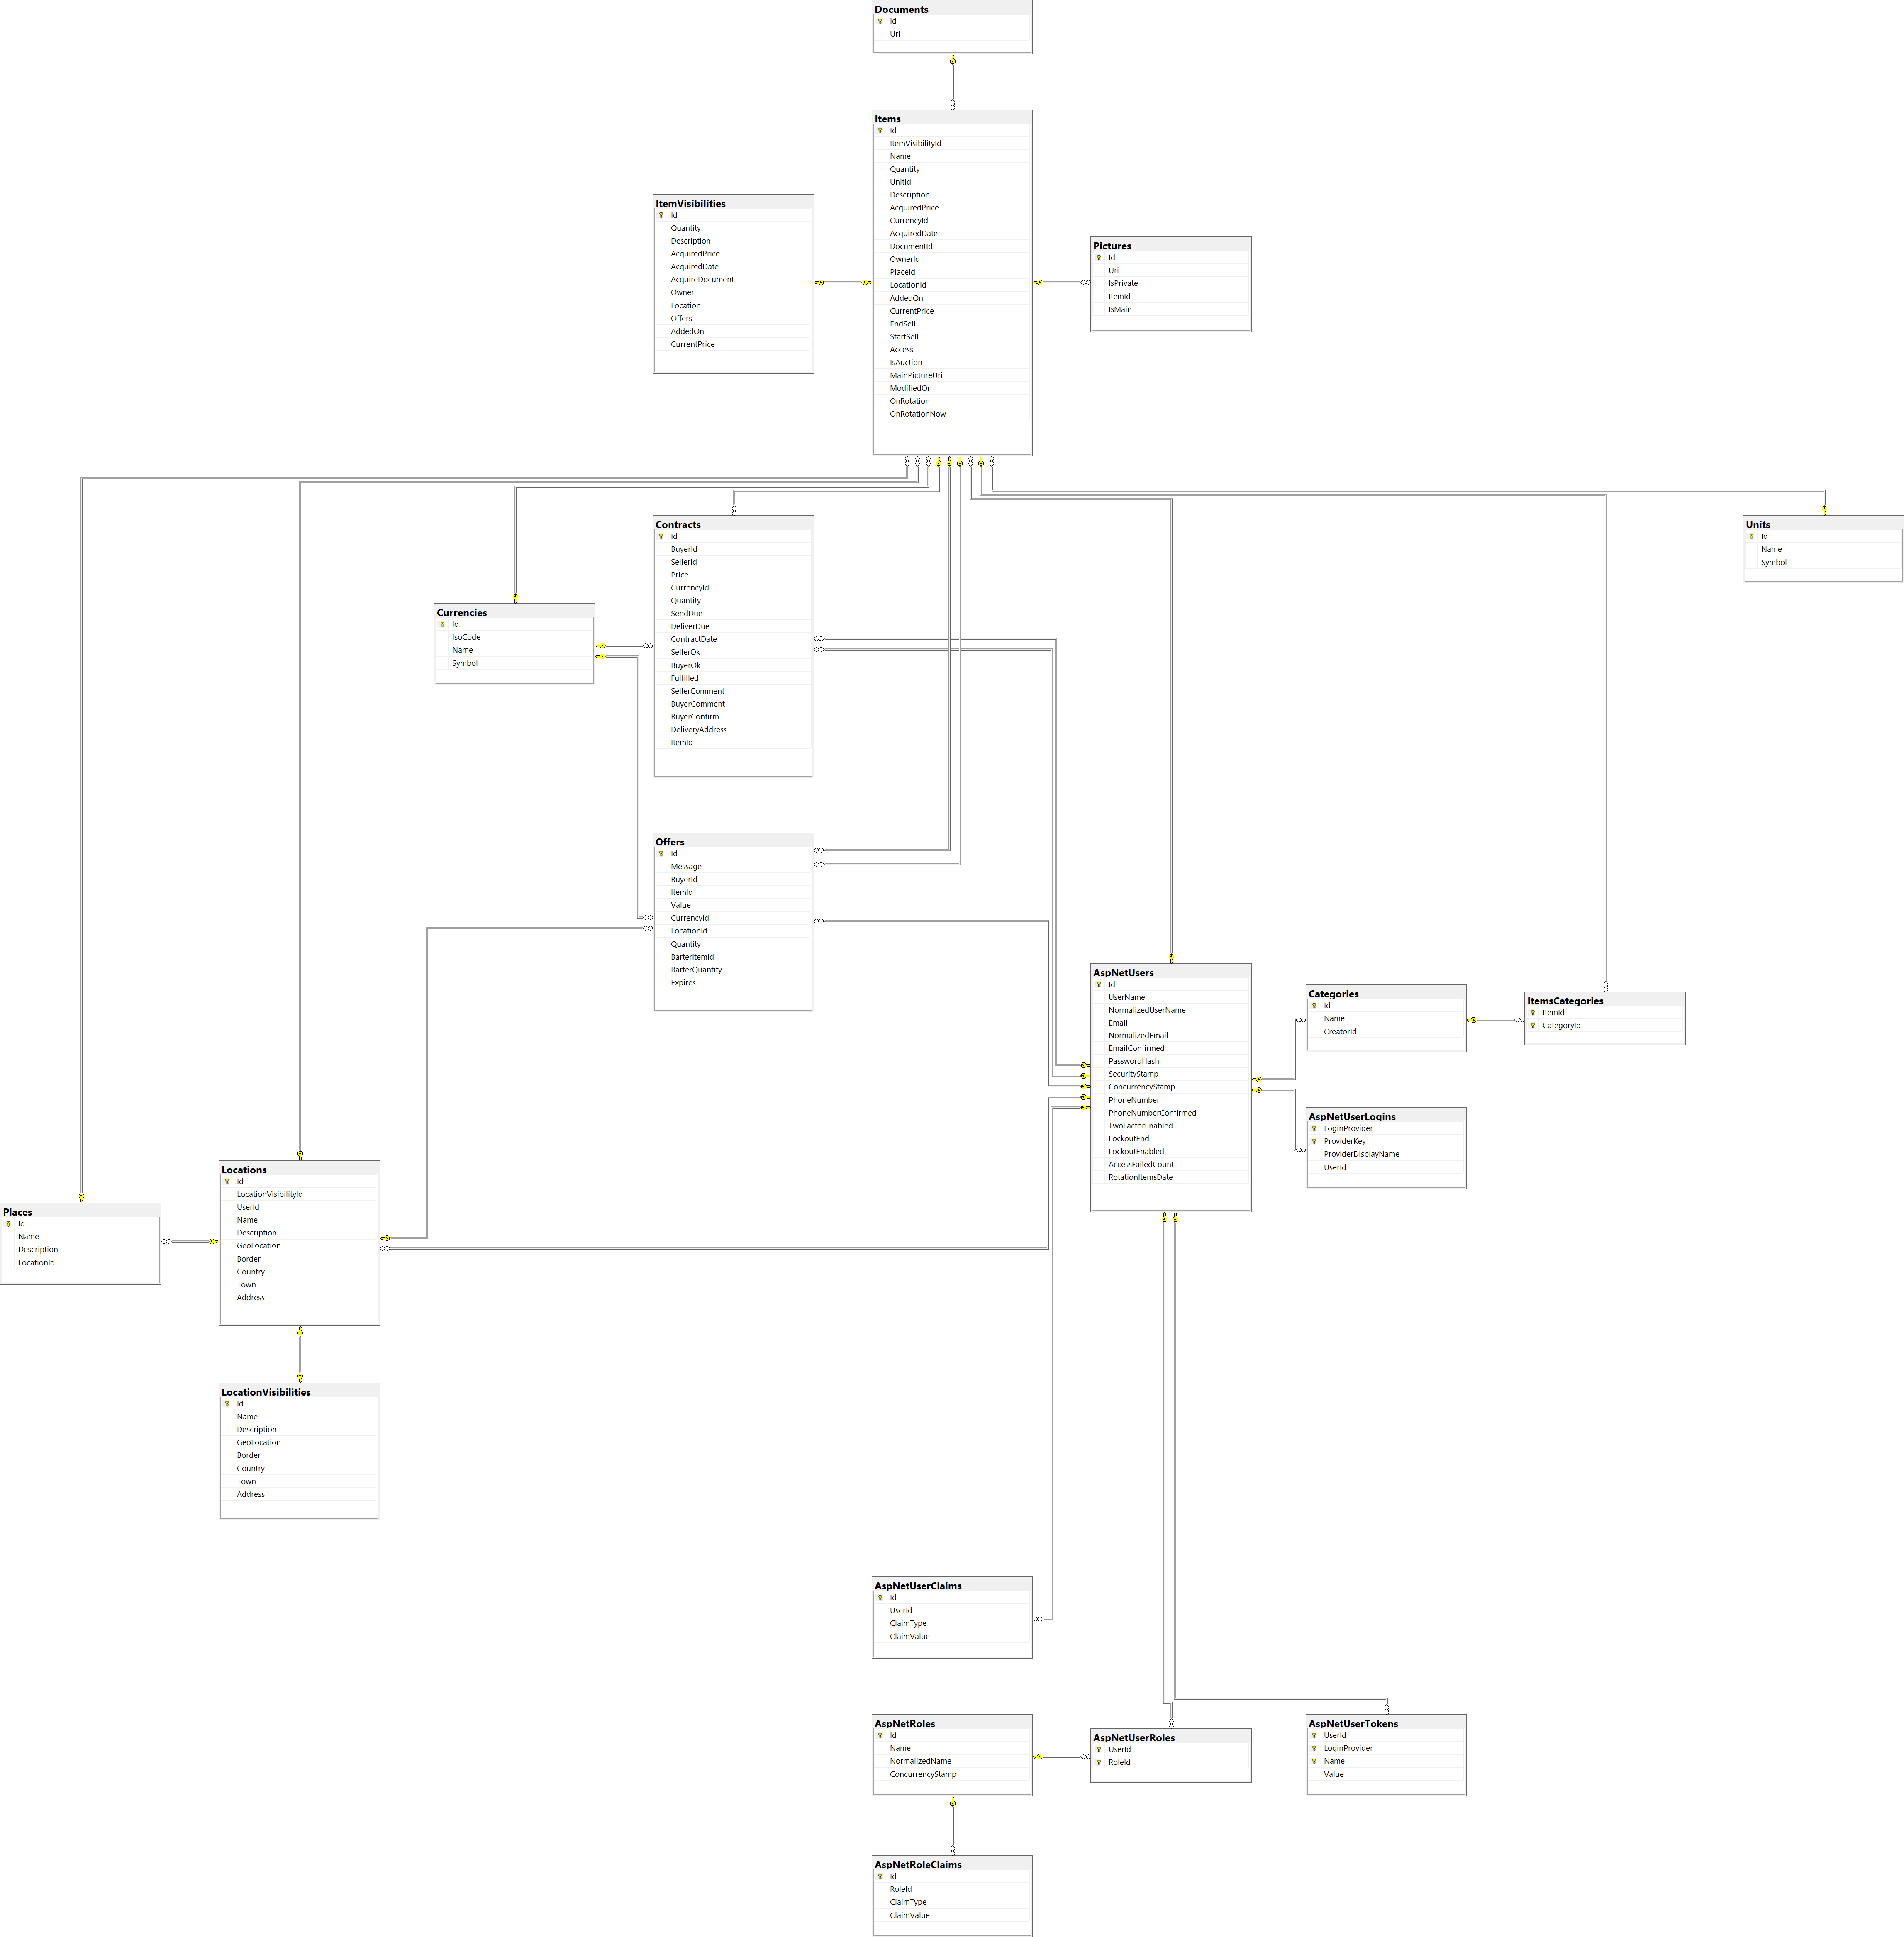 Documents
Id
Uri
Items
Id
ItemVisibilityId
Name
Quantity
UnitId
Description
AcquiredPrice
CurrencyId
AcquiredDate
DocumentId
OwnerId
PlaceId
LocationId
AddedOn
CurrentPrice
EndSell
StartSell
Access
IsAuction
MainPictureUri
ModifiedOn
OnRotation
OnRotationNow
ItemVisibilities
Id
Quantity
Description
AcquiredPrice
AcquiredDate
AcquireDocument
Owner
Location
Offers
AddedOn
CurrentPrice
Pictures
Id
Uri
IsPrivate
ItemId
IsMain
Contracts
Id
BuyerId
SellerId
Price
CurrencyId
Quantity
SendDue
DeliverDue
ContractDate
SellerOk
BuyerOk
Fulfilled
SellerComment
BuyerComment
BuyerConfirm
DeliveryAddress
ItemId
Units
Id
Name
Symbol
Currencies
Id
IsoCode
Name
Symbol
Offers
Id
Message
BuyerId
ItemId
Value
CurrencyId
LocationId
Quantity
BarterItemId
BarterQuantity
Expires
AspNetUsers
Id
UserName
NormalizedUserName
Email
NormalizedEmail
EmailConfirmed
PasswordHash
SecurityStamp
ConcurrencyStamp
PhoneNumber
PhoneNumberConfirmed
TwoFactorEnabled
LockoutEnd
LockoutEnabled
AccessFailedCount
RotationItemsDate
Categories
Id
Name
CreatorId
ItemsCategories
ItemId
CategoryId
AspNetUserLogins
LoginProvider
ProviderKey
ProviderDisplayName
UserId
Locations
Id
LocationVisibilityId
UserId
Name
Description
GeoLocation
Border
Country
Town
Address
Places
Id
Name
Description
LocationId
LocationVisibilities
Id
Name
Description
GeoLocation
Border
Country
Town
Address
AspNetUserClaims
Id
UserId
ClaimType
ClaimValue
AspNetRoles
Id
Name
NormalizedName
ConcurrencyStamp
AspNetUserRoles
UserId
RoleId
AspNetUserTokens
UserId
LoginProvider
Name
Value
AspNetRoleClaims
Id
RoleId
ClaimType
ClaimValue